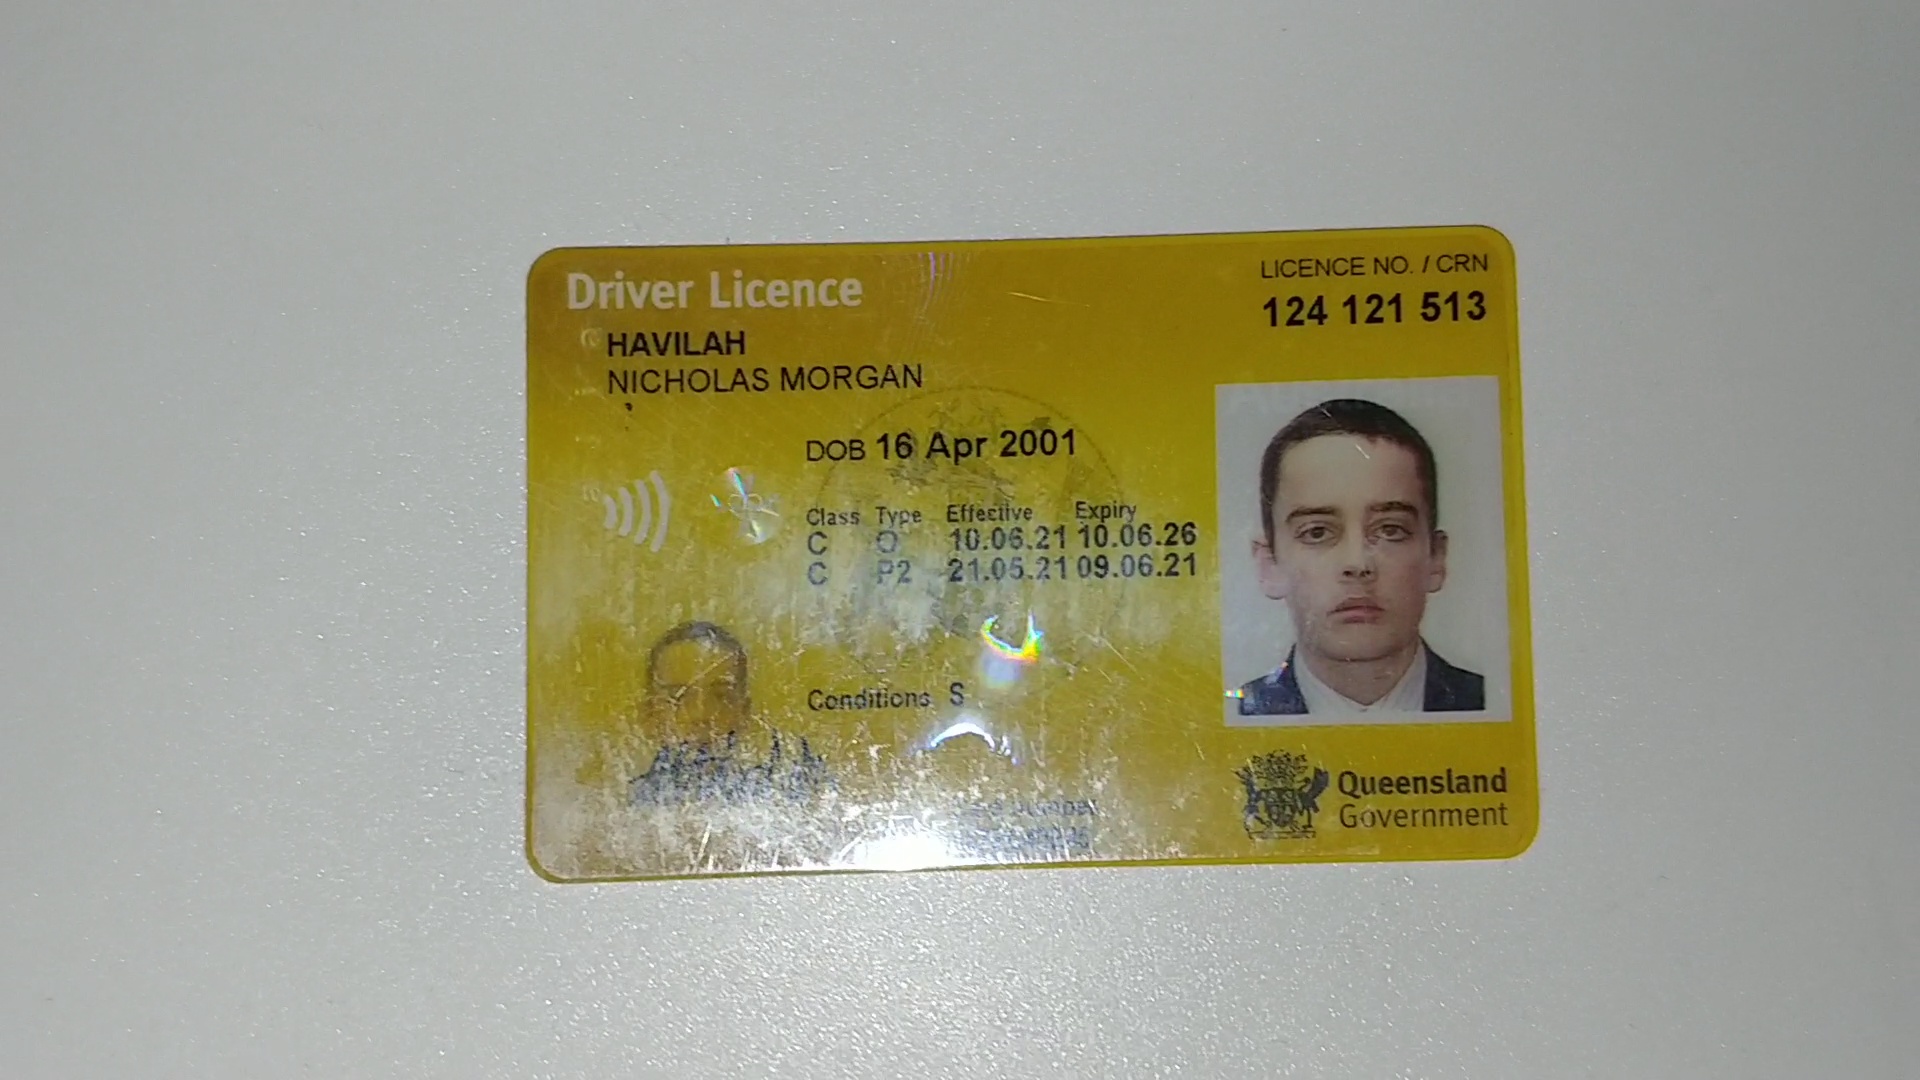 Driver Licence
LICENCE NO. / CRN
124 121 513
HAVILAH
NICHOLAS MORGAN
DOB 16 Apr 2001
Class Type Effective Expiry
C O 10.06.21 10.06.26
C P2 21.05.21 09.06.21
Conditions S
Queensland
Government